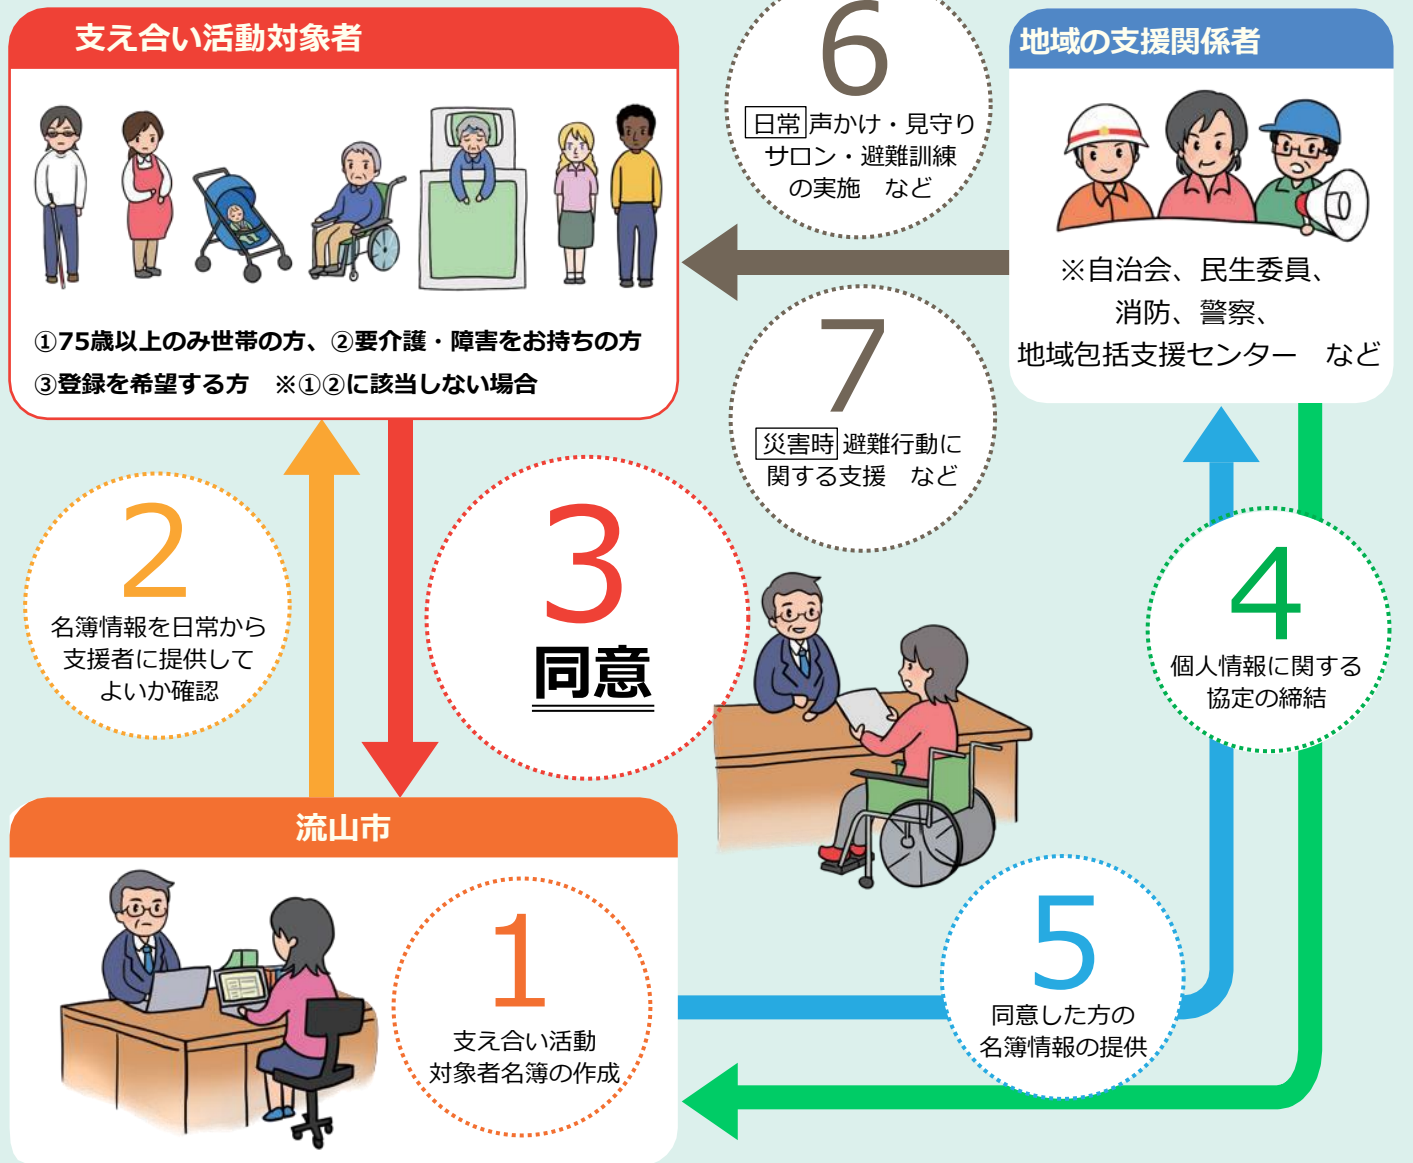 支え合い活動対象者
①75歳以上のみ世帯の方、②要介護・障害をお持ちの方
③登録を希望する方　※①②に該当しない場合
6
日常 声かけ・見守り
サロン・避難訓練
の実施　など
地域の支援関係者
※自治会、民生委員、
消防、警察、
地域包括支援センター　など
7
災害時 避難行動に
関する支援　など
2
名簿情報を日常から
支援者に提供して
よいか確認
3
同意
4
個人情報に関する
協定の締結
流山市
1
支え合い活動
対象者名簿の作成
5
同意した方の
名簿情報の提供